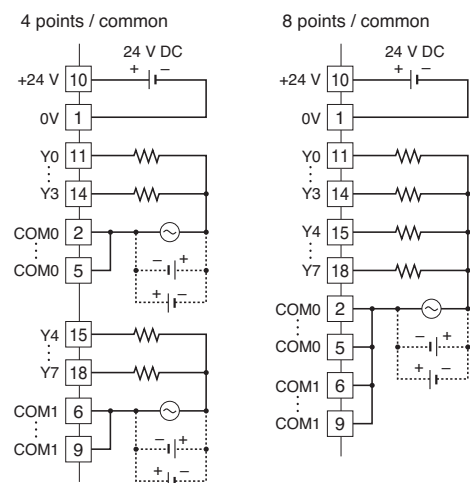 4 points / common
24 V DC
+ −
+24 V 10
0V 1
Y0 11
Y3 14
COM0 2
− +
COM0 5
+ −
Y4 15
Y7 18
COM1 6
− +
COM1 9
+ −
8 points / common
24 V DC
+ −
+24 V 10
0V 1
Y0 11
Y3 14
Y4 15
Y7 18
COM0 2
− +
COM0 5
+ −
COM1 6
COM1 9